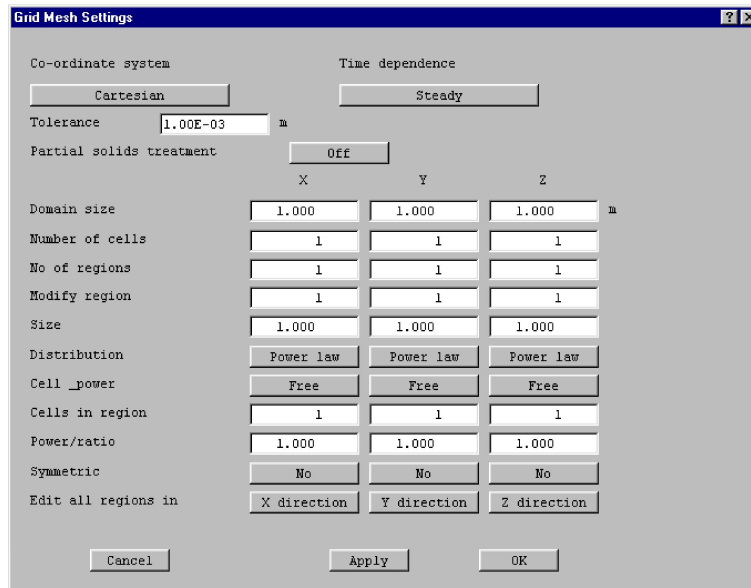 Grid Mesh Settings
Co-ordinate system Time dependence
Cartesian Steady
Tolerance 1.00E-03 m
Partial solids treatment Off
X Y Z
Domain size 1.000 1.000 1.000 m
Number of cells 1 1 1
No of regions 1 1 1
Modify region 1 1 1
Size 1.000 1.000 1.000
Distribution Power law Power law Power law
Cell _power Free Free Free
Cells in region 1 1 1
Power/ratio 1.000 1.000 1.000
Symmetric No No No
Edit all regions in X direction Y direction Z direction
Cancel Apply OK